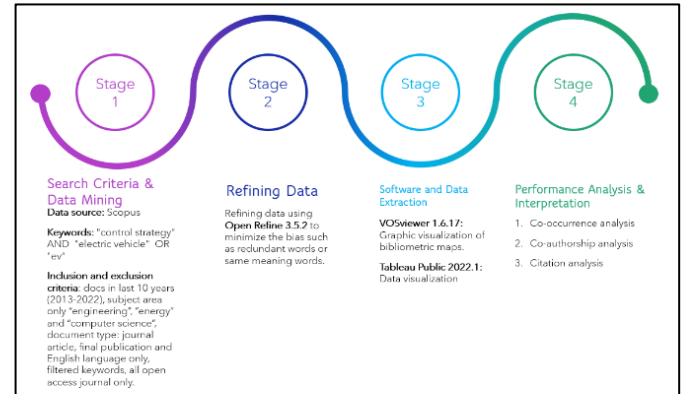 Stage
1
Stage
2
Stage
3
Stage
4
Search Criteria &
Data Mining
Data source: Scopus
Keywords: "control strategy"
AND "electric vehicle" OR
"ev"
Inclusion and exclusion
criteria: docs in last 10 years
(2013-2022), subject area
only "engineering", "energy"
and "computer science",
document type: journal
article, final publication and
English language only,
filtered keywords, all open
access journal only.
Refining Data
Refining data using
Open Refine 3.5.2 to
minimize the bias such
as redundant words or
same meaning words.
Software and Data
Extraction
VOSviewer 1.6.17:
Graphic visualization of
bibliometric maps.
Tableau Public 2022.1:
Data visualization
Performance Analysis &
Interpretation
1. Co-occurrence analysis
2. Co-authorship analysis
3. Citation analysis